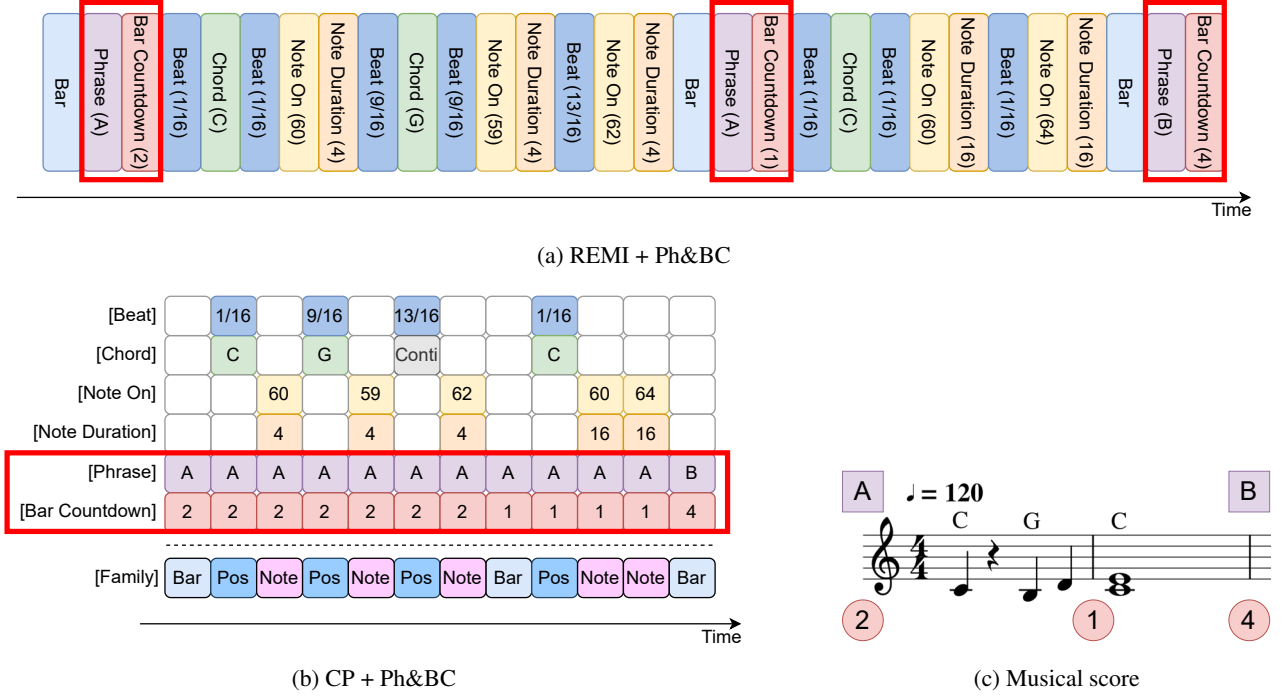 Bar Phrase (A) Bar Countdown (2) Beat (1/16) Chord (C) Beat (1/16) Note On (60) Note Duration (4) Beat (9/16) Chord (G) Beat (9/16) Note On (59) Note Duration (4) Beat (13/16) Note On (62) Note Duration (4) Bar Phrase (A) Bar Countdown (1) Beat (1/16) Chord (C) Beat (1/16) Note On (60) Note Duration (16) Beat (1/16) Note On (64) Note Duration (16) Bar Phrase (B) Bar Countdown (4)
Time
(a) REMI + Ph&BC
[Beat] 1/16 9/16 13/16 1/16
[Chord] C G Conti C
[Note On] 60 59 62 60 64
[Note Duration] 4 4 4 16 16
[Phrase] A A A A A A A A A A A B
[Bar Countdown] 2 2 2 2 2 2 2 1 1 1 1 4
[Family] Bar Pos Note Pos Note Pos Note Bar Pos Note Note Bar
Time
(b) CP + Ph&BC
A ♩ = 120 B
C G C
4
4
2 1 4
(c) Musical score